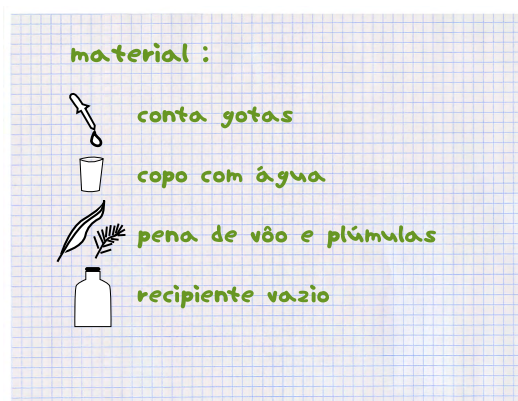 material :
conta gotas
copo com água
pena de vôo e plúmulas
recipiente vazio